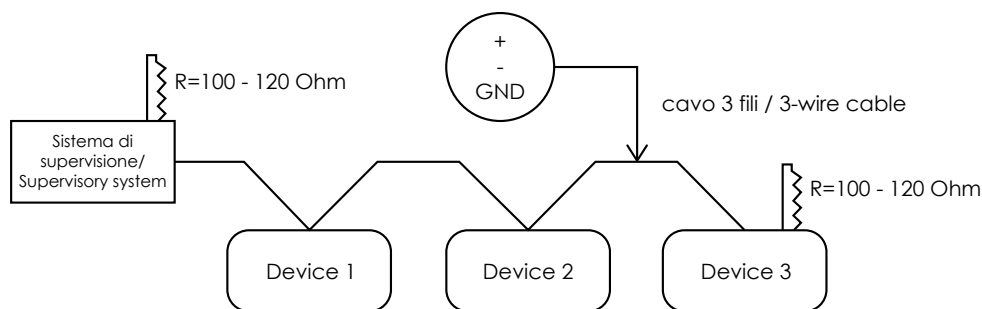 +
-
GND
R=100 - 120 Ohm
cavo 3 fili / 3-wire cable
Sistema di
supervisione/
Supervisory system
R=100 - 120 Ohm
Device 1
Device 2
Device 3